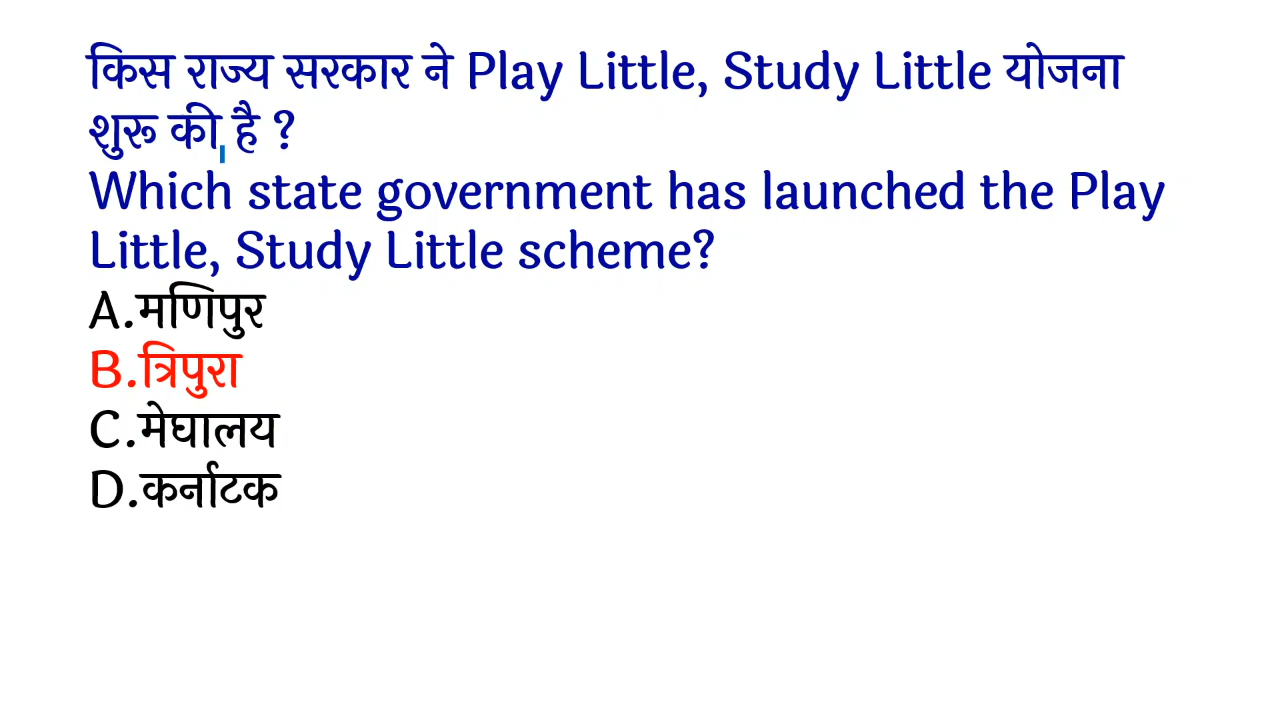 किस राज्य सरकार ने Play Little, Study Little योजना
शुरू की है ?
Which state government has launched the Play
Little, Study Little scheme?
A.मणिपुर
B.त्रिपुरा
C.मेघालय
D.कर्नाटक